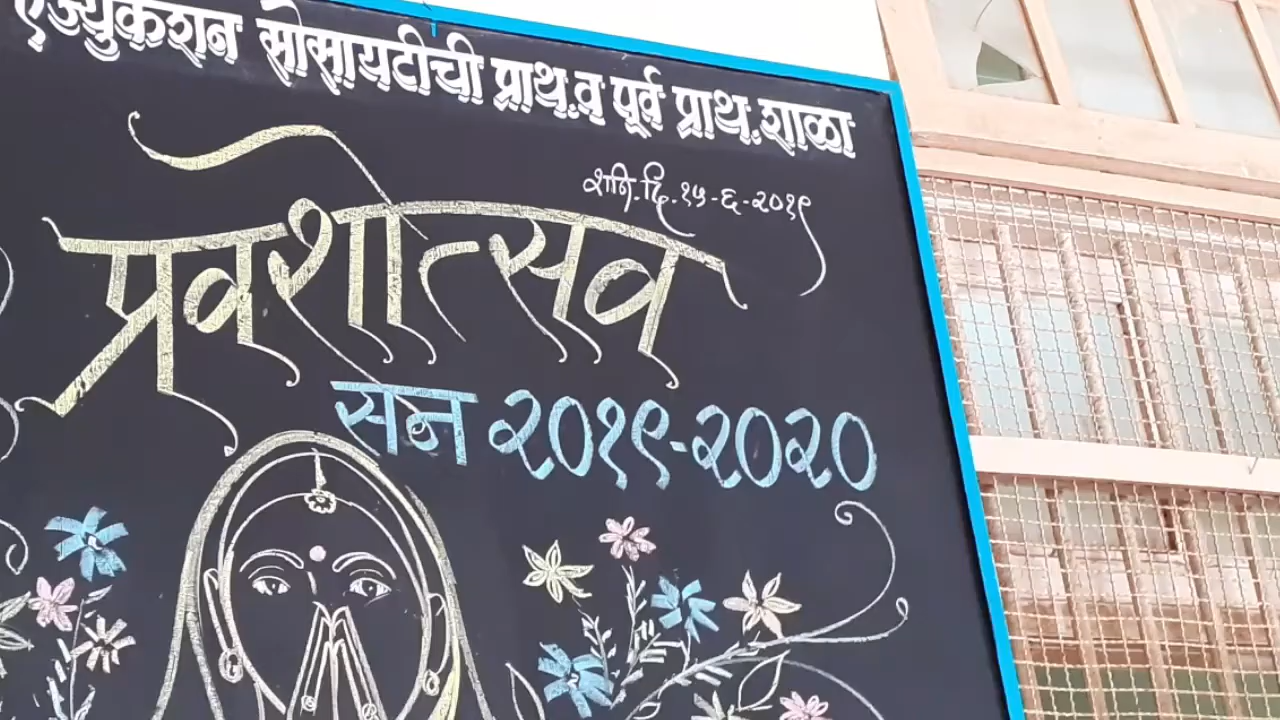 एज्युकेशन सोसायटीची प्राथ.व पूर्व प्राथ.शाळा
शनि.दि.१५-६-२०१९
प्रवेशोत्सव
सन २०१९-२०२०